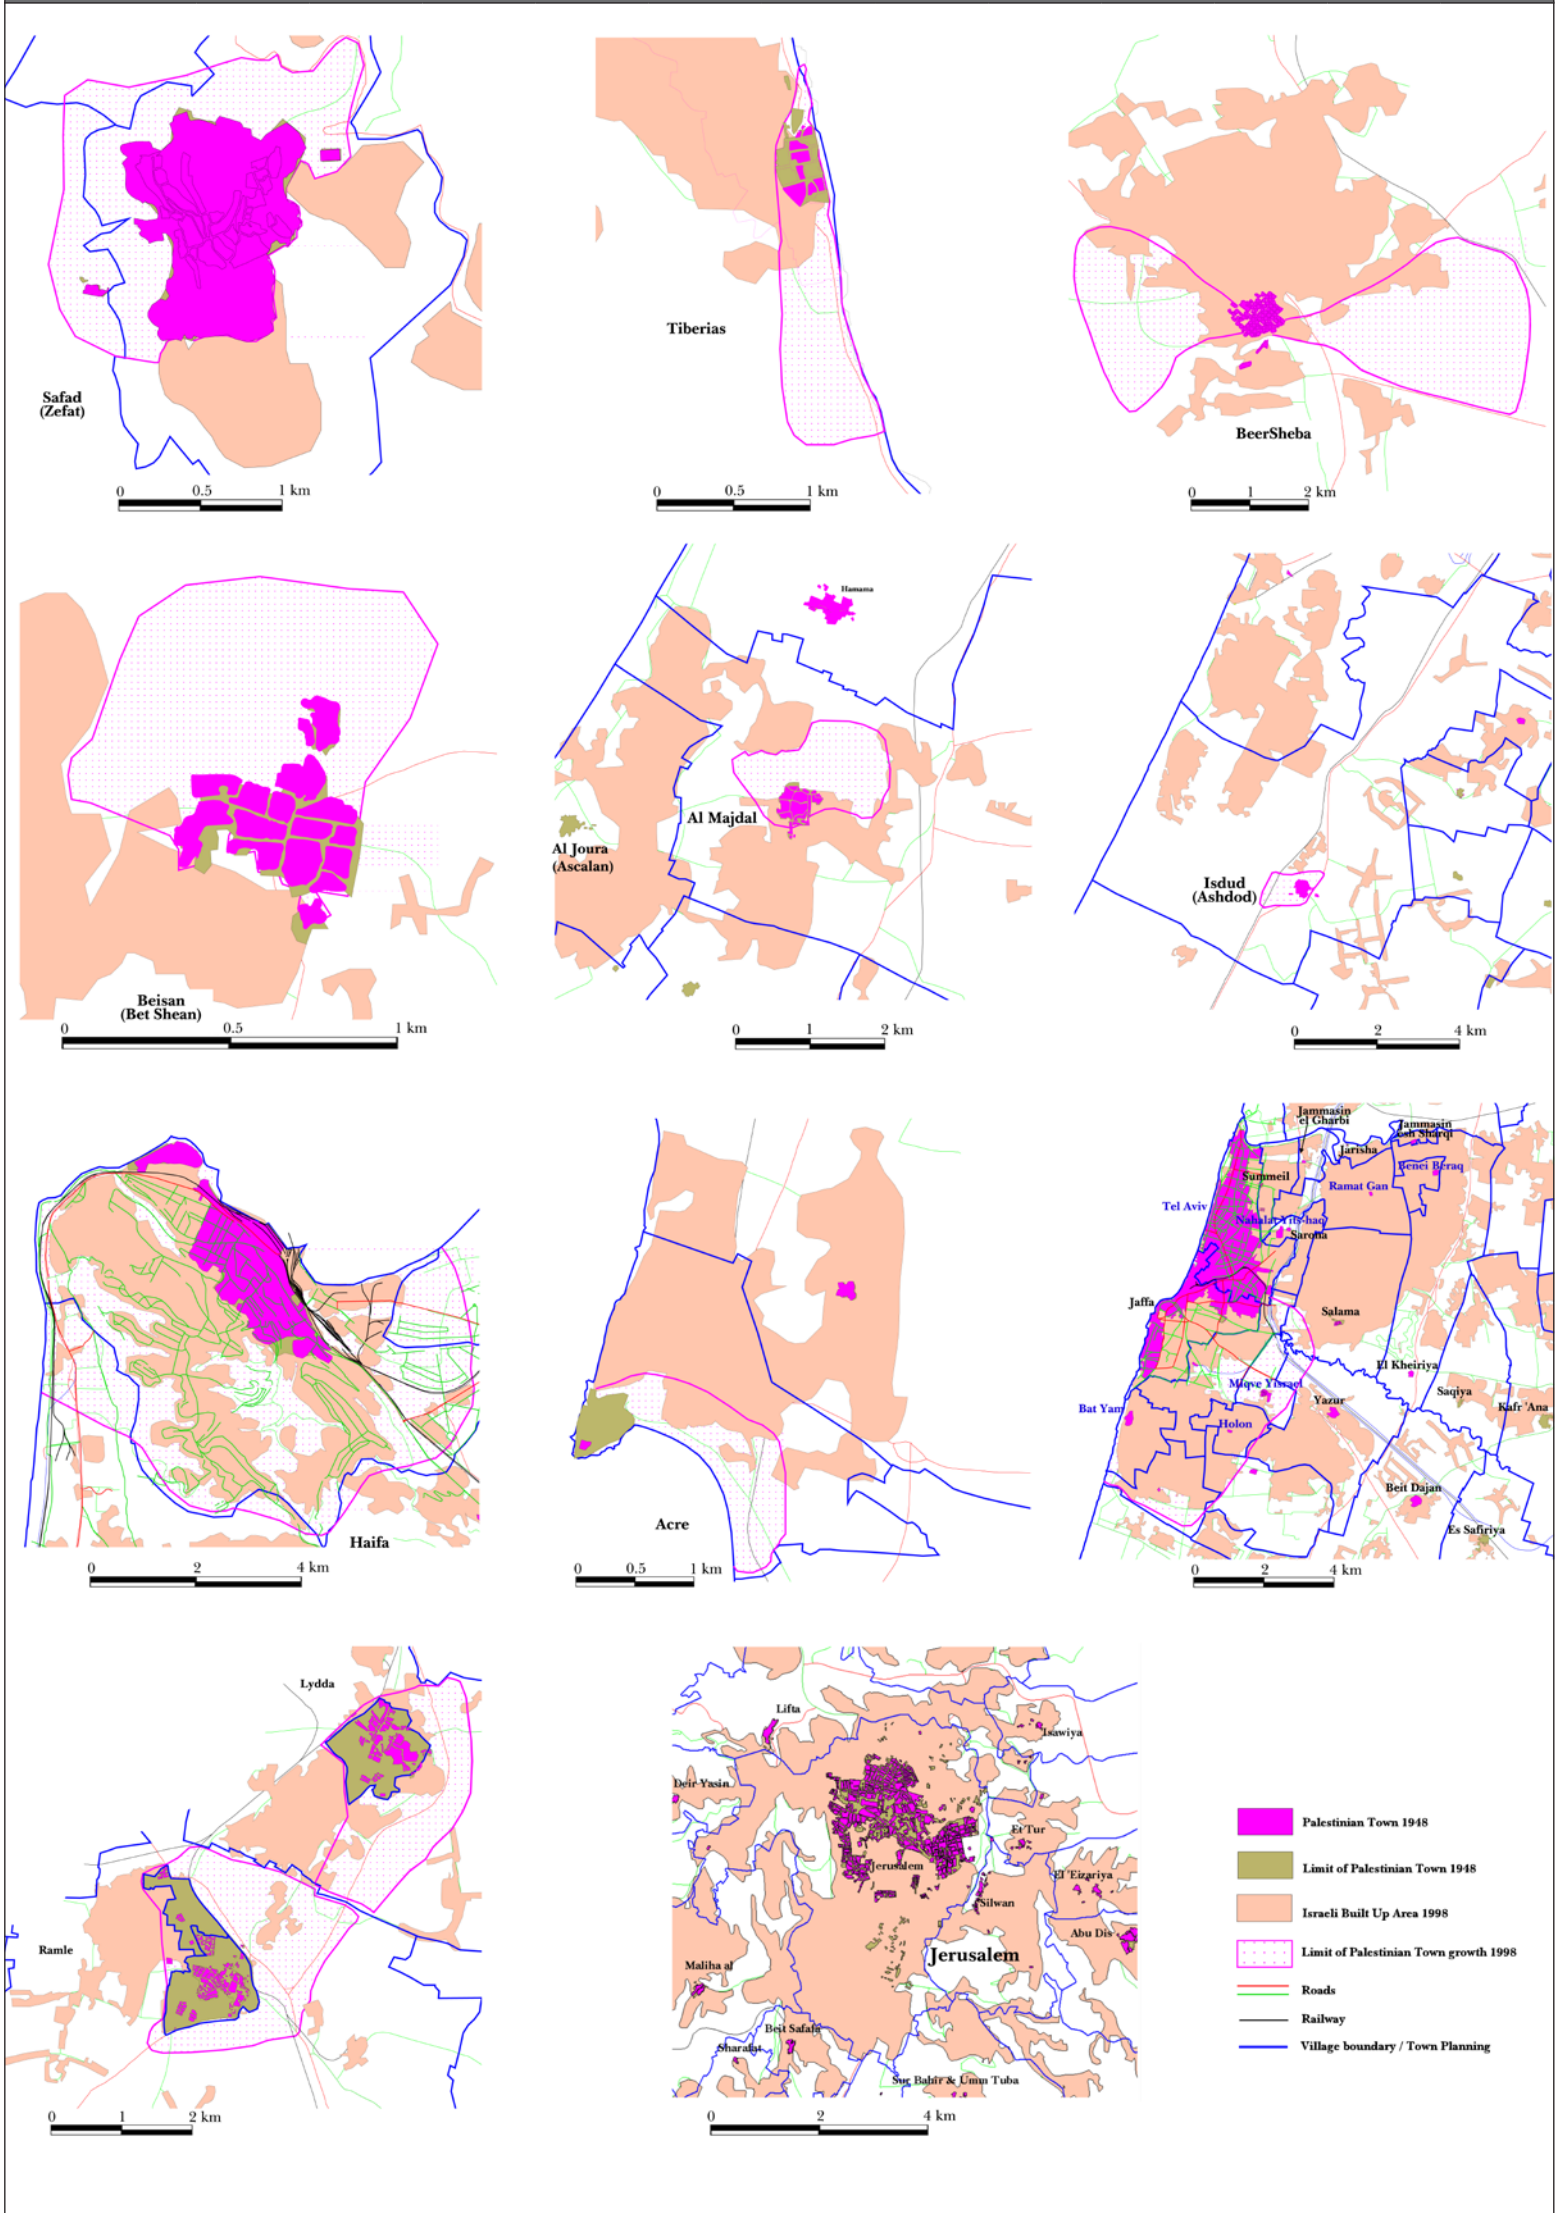 Safad
(Zefat)
0 0.5 1 km
Tiberias
0 0.5 1 km
BeerSheba
0 1 2 km
Beisan
(Bet Shean)
0 0.5 1 km
Hamama
Al Majdal
Al Joura
(Ascalan)
0 1 2 km
Isdud
(Ashdod)
0 2 4 km
Haifa
0 2 4 km
Acre
0 0.5 1 km
Jammasin
el Gharbi
Jammasin
esh Sharqi
Jarisha
Benei Beraq
Summeil
Ramat Gan
Tel Aviv
Nahalat Yits-haq
Sarona
Jaffa
Salama
El Kheiriya
Miqve Yisrael
Saqiya
Yazur
Kafr 'Ana
Bat Yam
Holon
Beit Dajan
Es Safiriya
0 2 4 km
Lydda
Ramle
0 1 2 km
Lifta
Isawiya
Deir Yasin
Et Tur
Jerusalem
El 'Eizariya
Silwan
Abu Dis
Jerusalem
Maliha al
Beit Safafa
Sharafat
Sur Bahir & Umm Tuba
0 2 4 km
Palestinian Town 1948
Limit of Palestinian Town 1948
Israeli Built Up Area 1998
Limit of Palestinian Town growth 1998
Roads
Railway
Village boundary / Town Planning